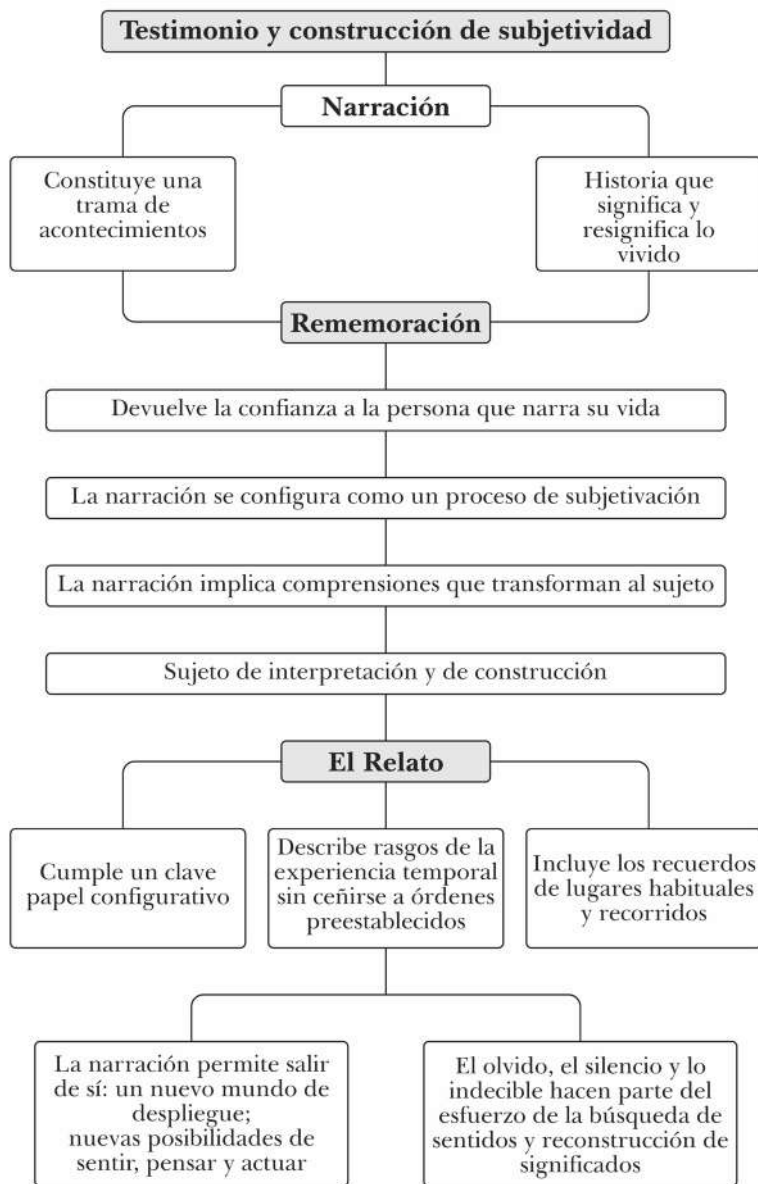 Testimonio y construcción de subjetividad
Narración
Constituye una
trama de
acontecimientos
Historia que
significa y
resignifica lo
vivido
Rememoración
Devuelve la confianza a la persona que narra su vida
La narración se configura como un proceso de subjetivación
La narración implica comprensiones que transforman al sujeto
Sujeto de interpretación y de construcción
El Relato
Cumple un clave
papel configurativo
Describe rasgos de la
experiencia temporal
sin ceñirse a órdenes
preestablecidos
Incluye los recuerdos
de lugares habituales
y recorridos
La narración permite salir
de sí: un nuevo mundo de
despliegue;
nuevas posibilidades de
sentir, pensar y actuar
El olvido, el silencio y lo
indecible hacen parte del
esfuerzo de la búsqueda de
sentidos y reconstrucción de
significados